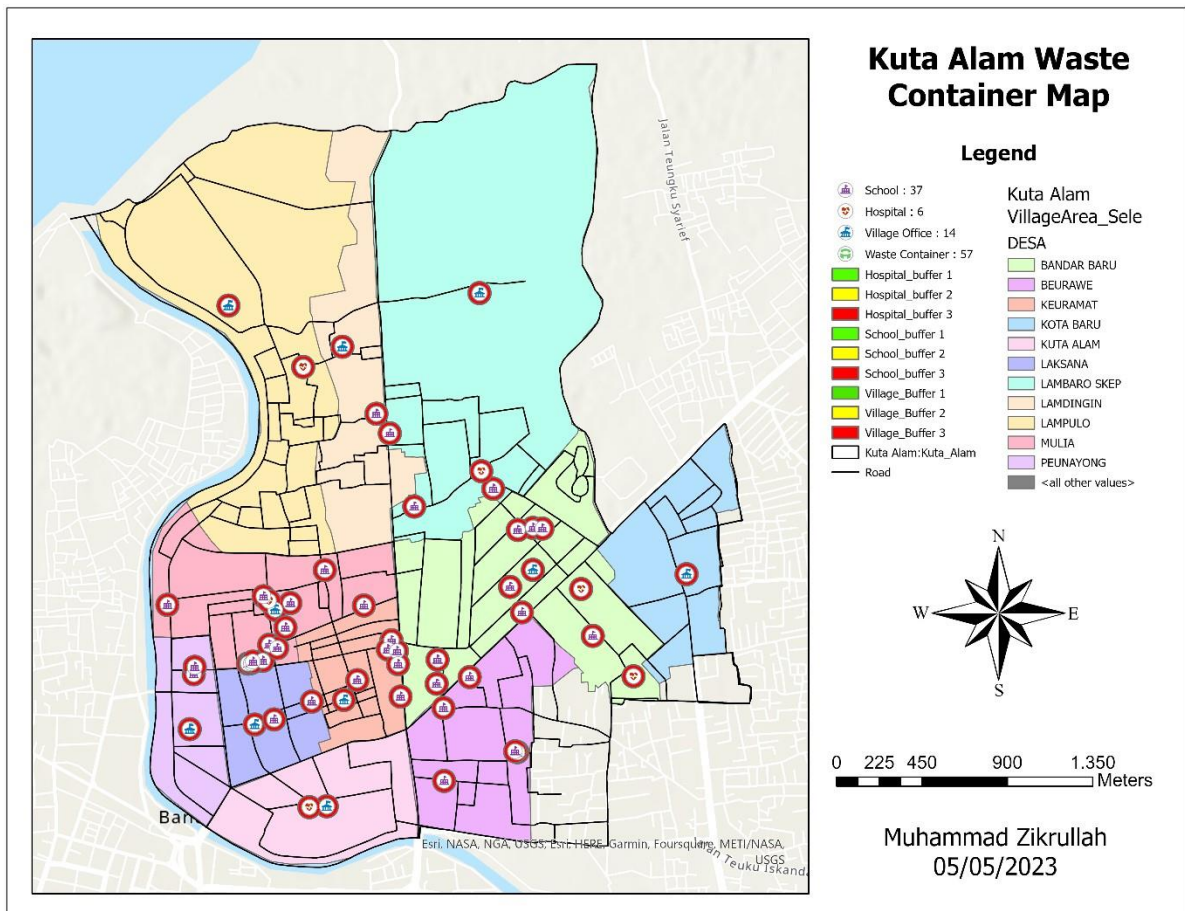 Kuta Alam Waste
Container Map
Legend
School : 37
Hospital : 6
Village Office : 14
Waste Container : 57
Hospital_buffer 1
Hospital_buffer 2
Hospital_buffer 3
School_buffer 1
School_buffer 2
School_buffer 3
Village_Buffer 1
Village_Buffer 2
Village_Buffer 3
Kuta Alam:Kuta_Alam
Road
Kuta Alam
VillageArea_Sele
DESA
BANDAR BARU
BEURAWE
KEURAMAT
KOTA BARU
KUTA ALAM
LAKSANA
LAMBARO SKEP
LAMDINGIN
LAMPULO
MULIA
PEUNAYONG
<all other values>
N
W
E
S
0 225 450 900 1.350
Meters
Muhammad Zikrullah
05/05/2023
Jalan Teungku Syarief
Ban
Esri, NASA, NGA, USGS, Esri, HERE, Garmin, Foursquare, METI/NASA,
USGS
Teuku Iskanda